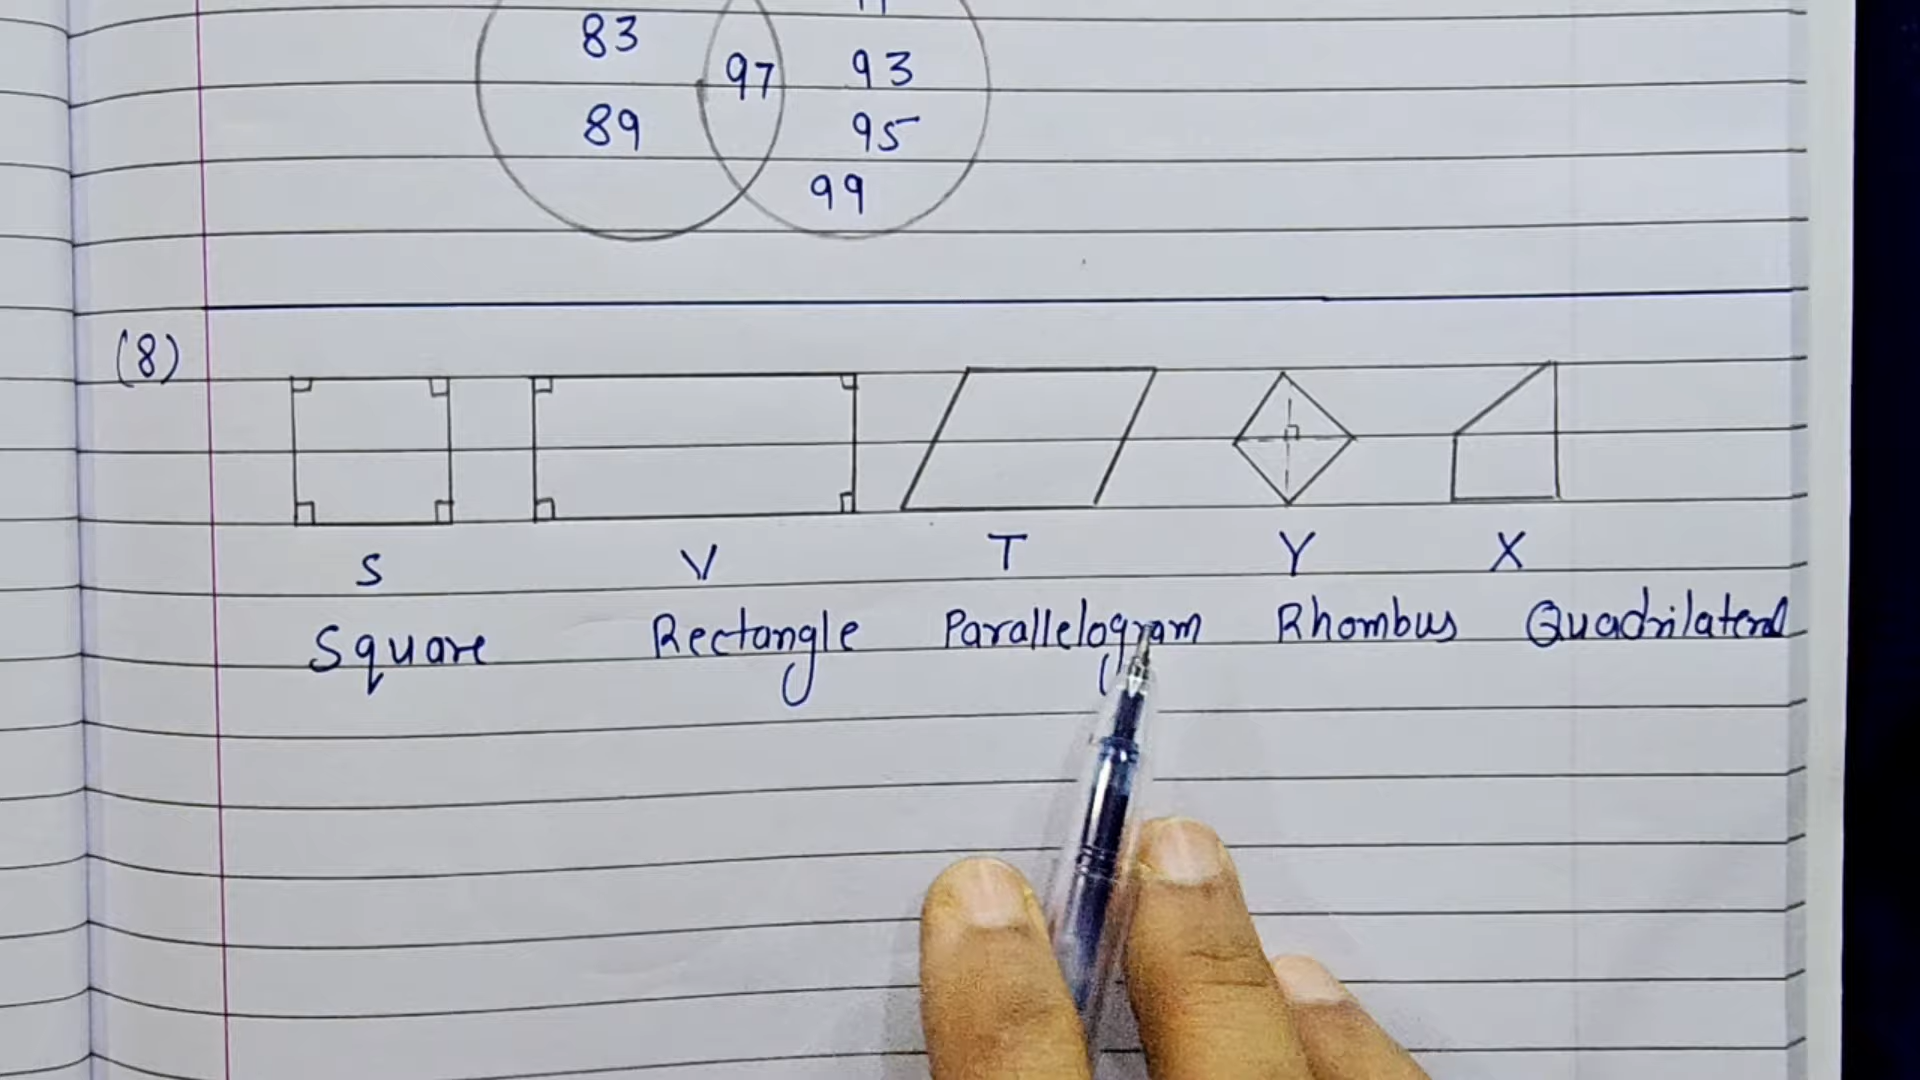 83
97 93
89 95
99
(8)
S V T Y X
Square Rectangle Parallelogram Rhombus Quadrilateral